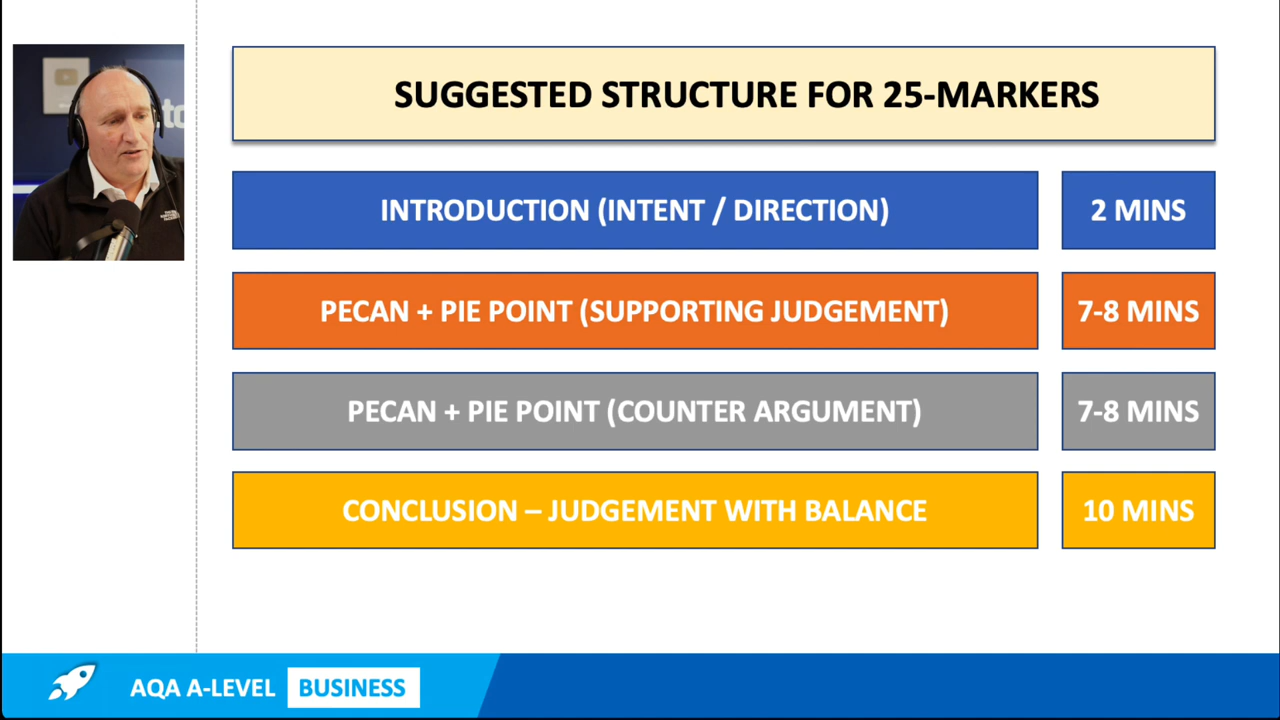 SUGGESTED STRUCTURE FOR 25-MARKERS
INTRODUCTION (INTENT / DIRECTION)
2 MINS
PECAN + PIE POINT (SUPPORTING JUDGEMENT)
7-8 MINS
PECAN + PIE POINT (COUNTER ARGUMENT)
7-8 MINS
CONCLUSION – JUDGEMENT WITH BALANCE
10 MINS
AQA A-LEVEL BUSINESS